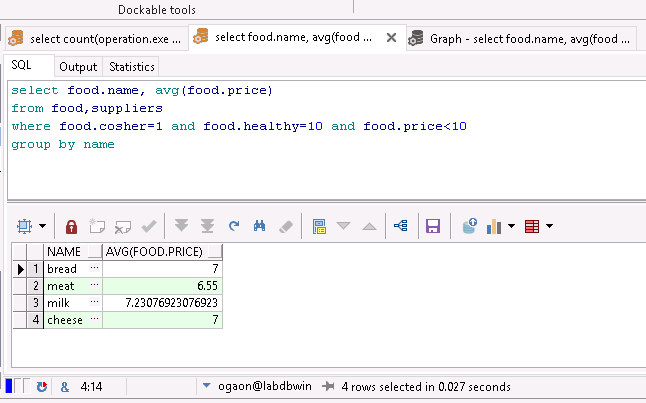 Dockable tools
select count(operation.exe ...
select food.name, avg(food ...
Graph - select food.name, avg(food ...
SQL
Output
Statistics
select food.name, avg(food.price)
from food,suppliers
where food.cosher=1 and food.healthy=10 and food.price<10
group by name
NAME ... AVG(FOOD.PRICE)
1 bread ... 7
2 meat ... 6.55
3 milk ... 7.23076923076923
4 cheese ... 7
& 4:14 ogaon@labdbwin 4 rows selected in 0.027 seconds